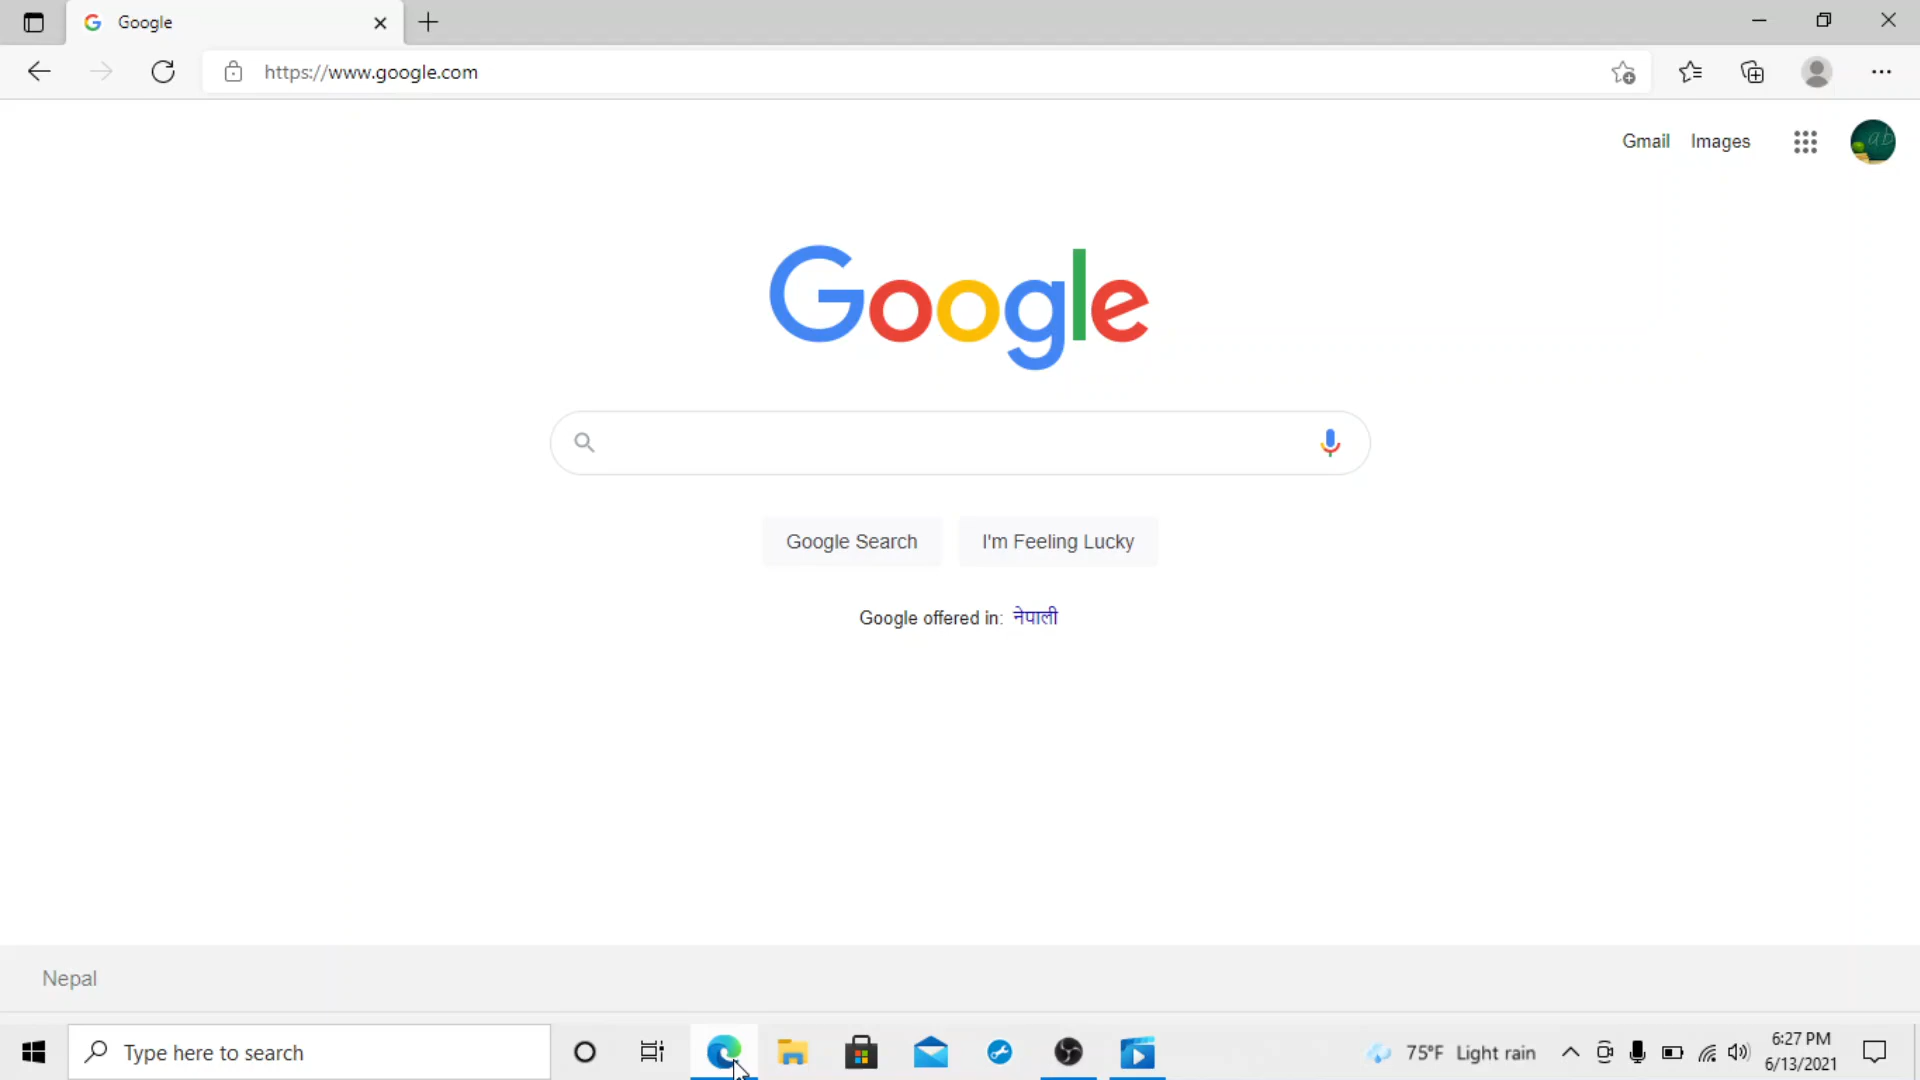 Google
https://www.google.com
Gmail Images
ab
Google
Google Search I'm Feeling Lucky
Google offered in: नेपाली
Nepal
Type here to search
75°F Light rain
6:27 PM
6/13/2021